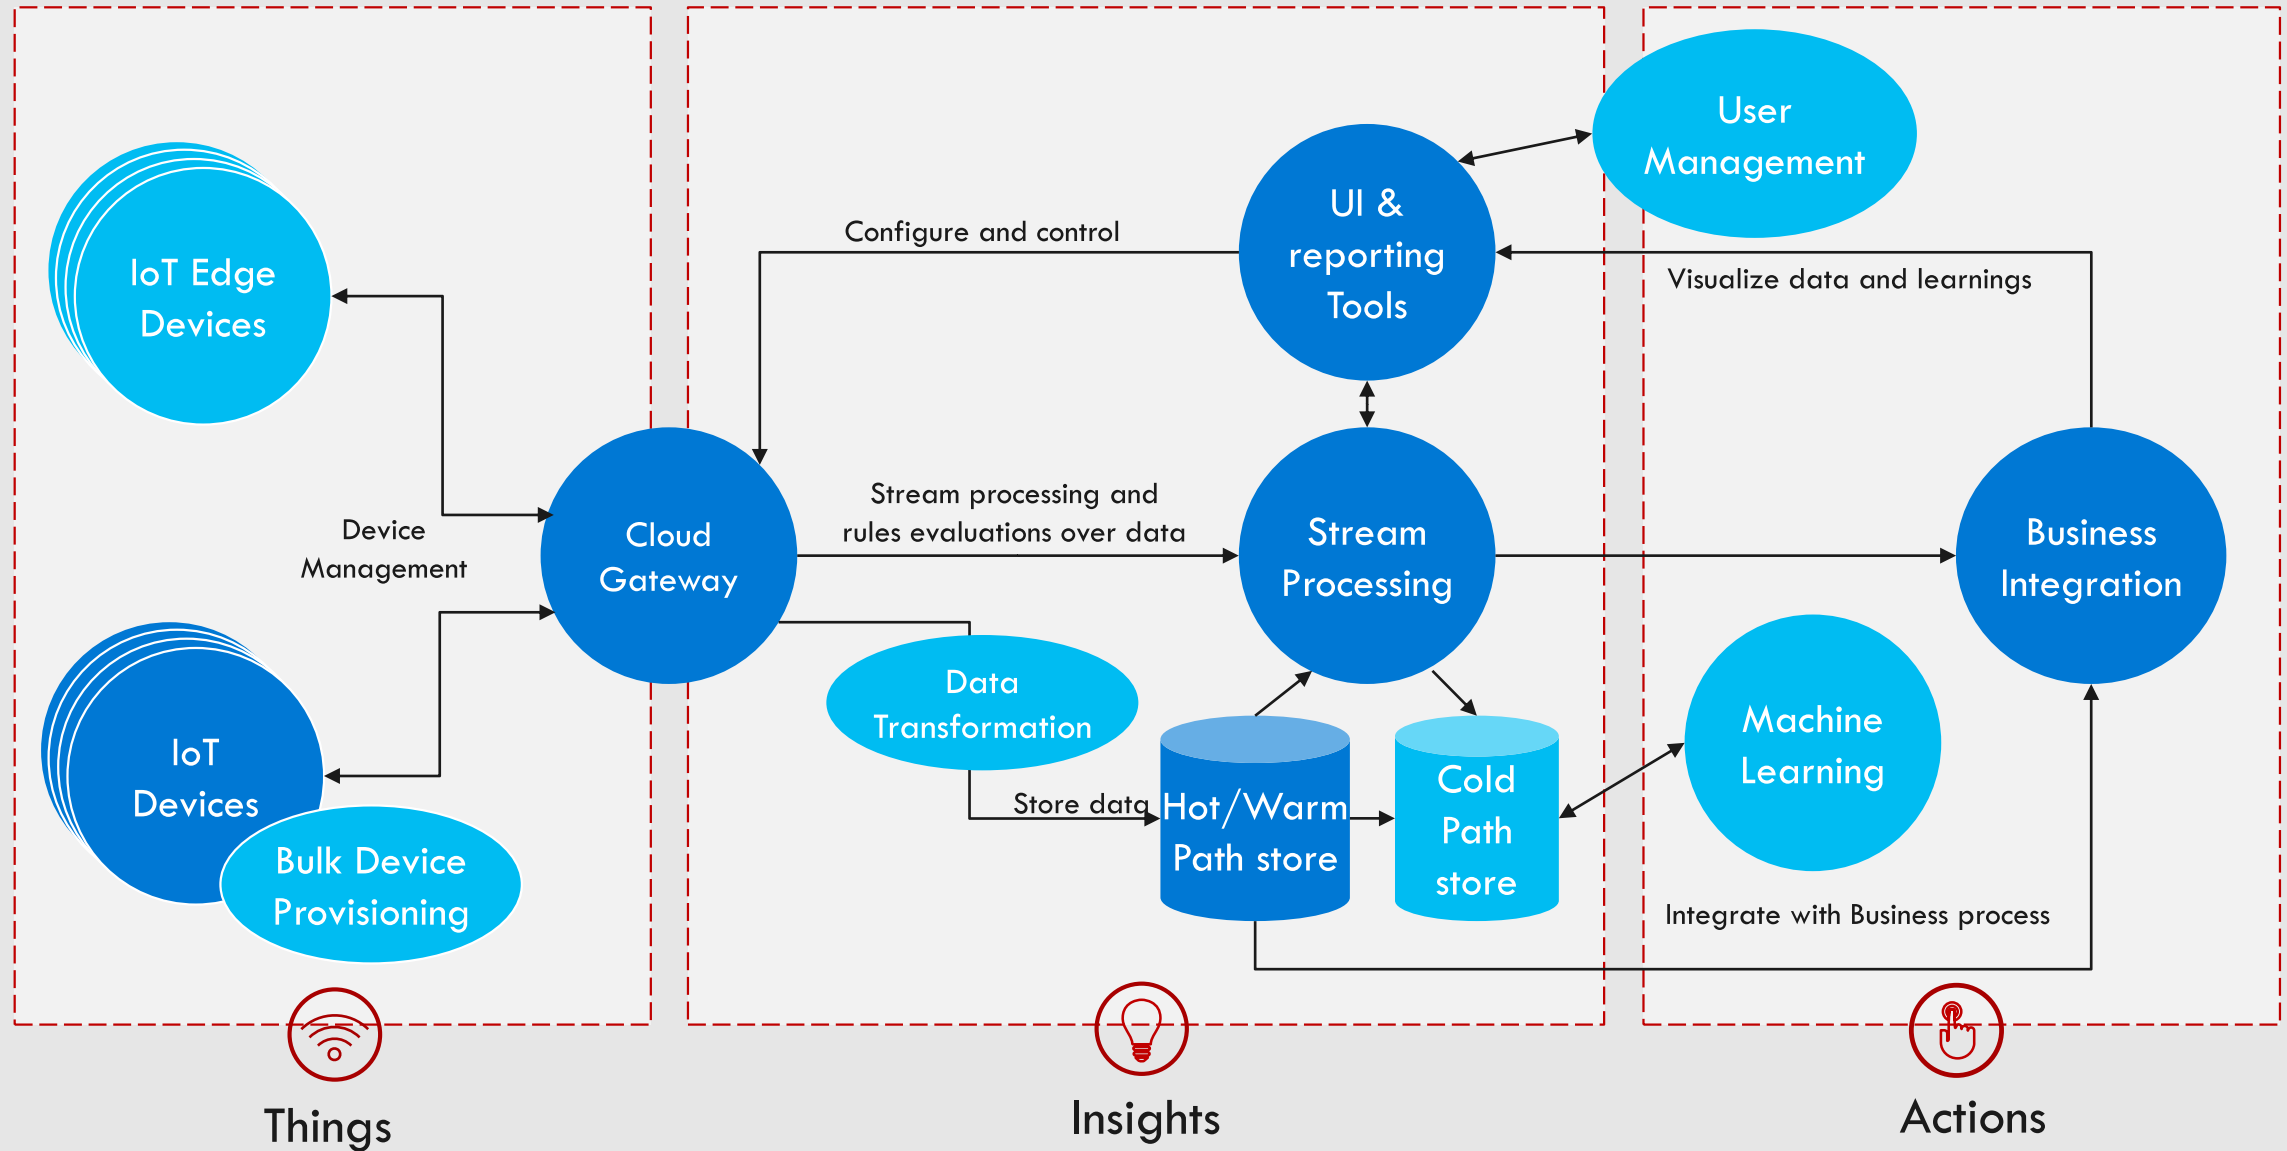 User
Management
UI &
reporting
Tools
Configure and control
Visualize data and learnings
IoT Edge
Devices
Device
Management
Cloud
Gateway
Stream processing and
rules evaluations over data
Stream
Processing
Business
Integration
IoT
Devices
Bulk Device
Provisioning
Data
Transformation
Store data
Hot/Warm
Path store
Cold
Path
store
Machine
Learning
Integrate with Business process
Things
Insights
Actions